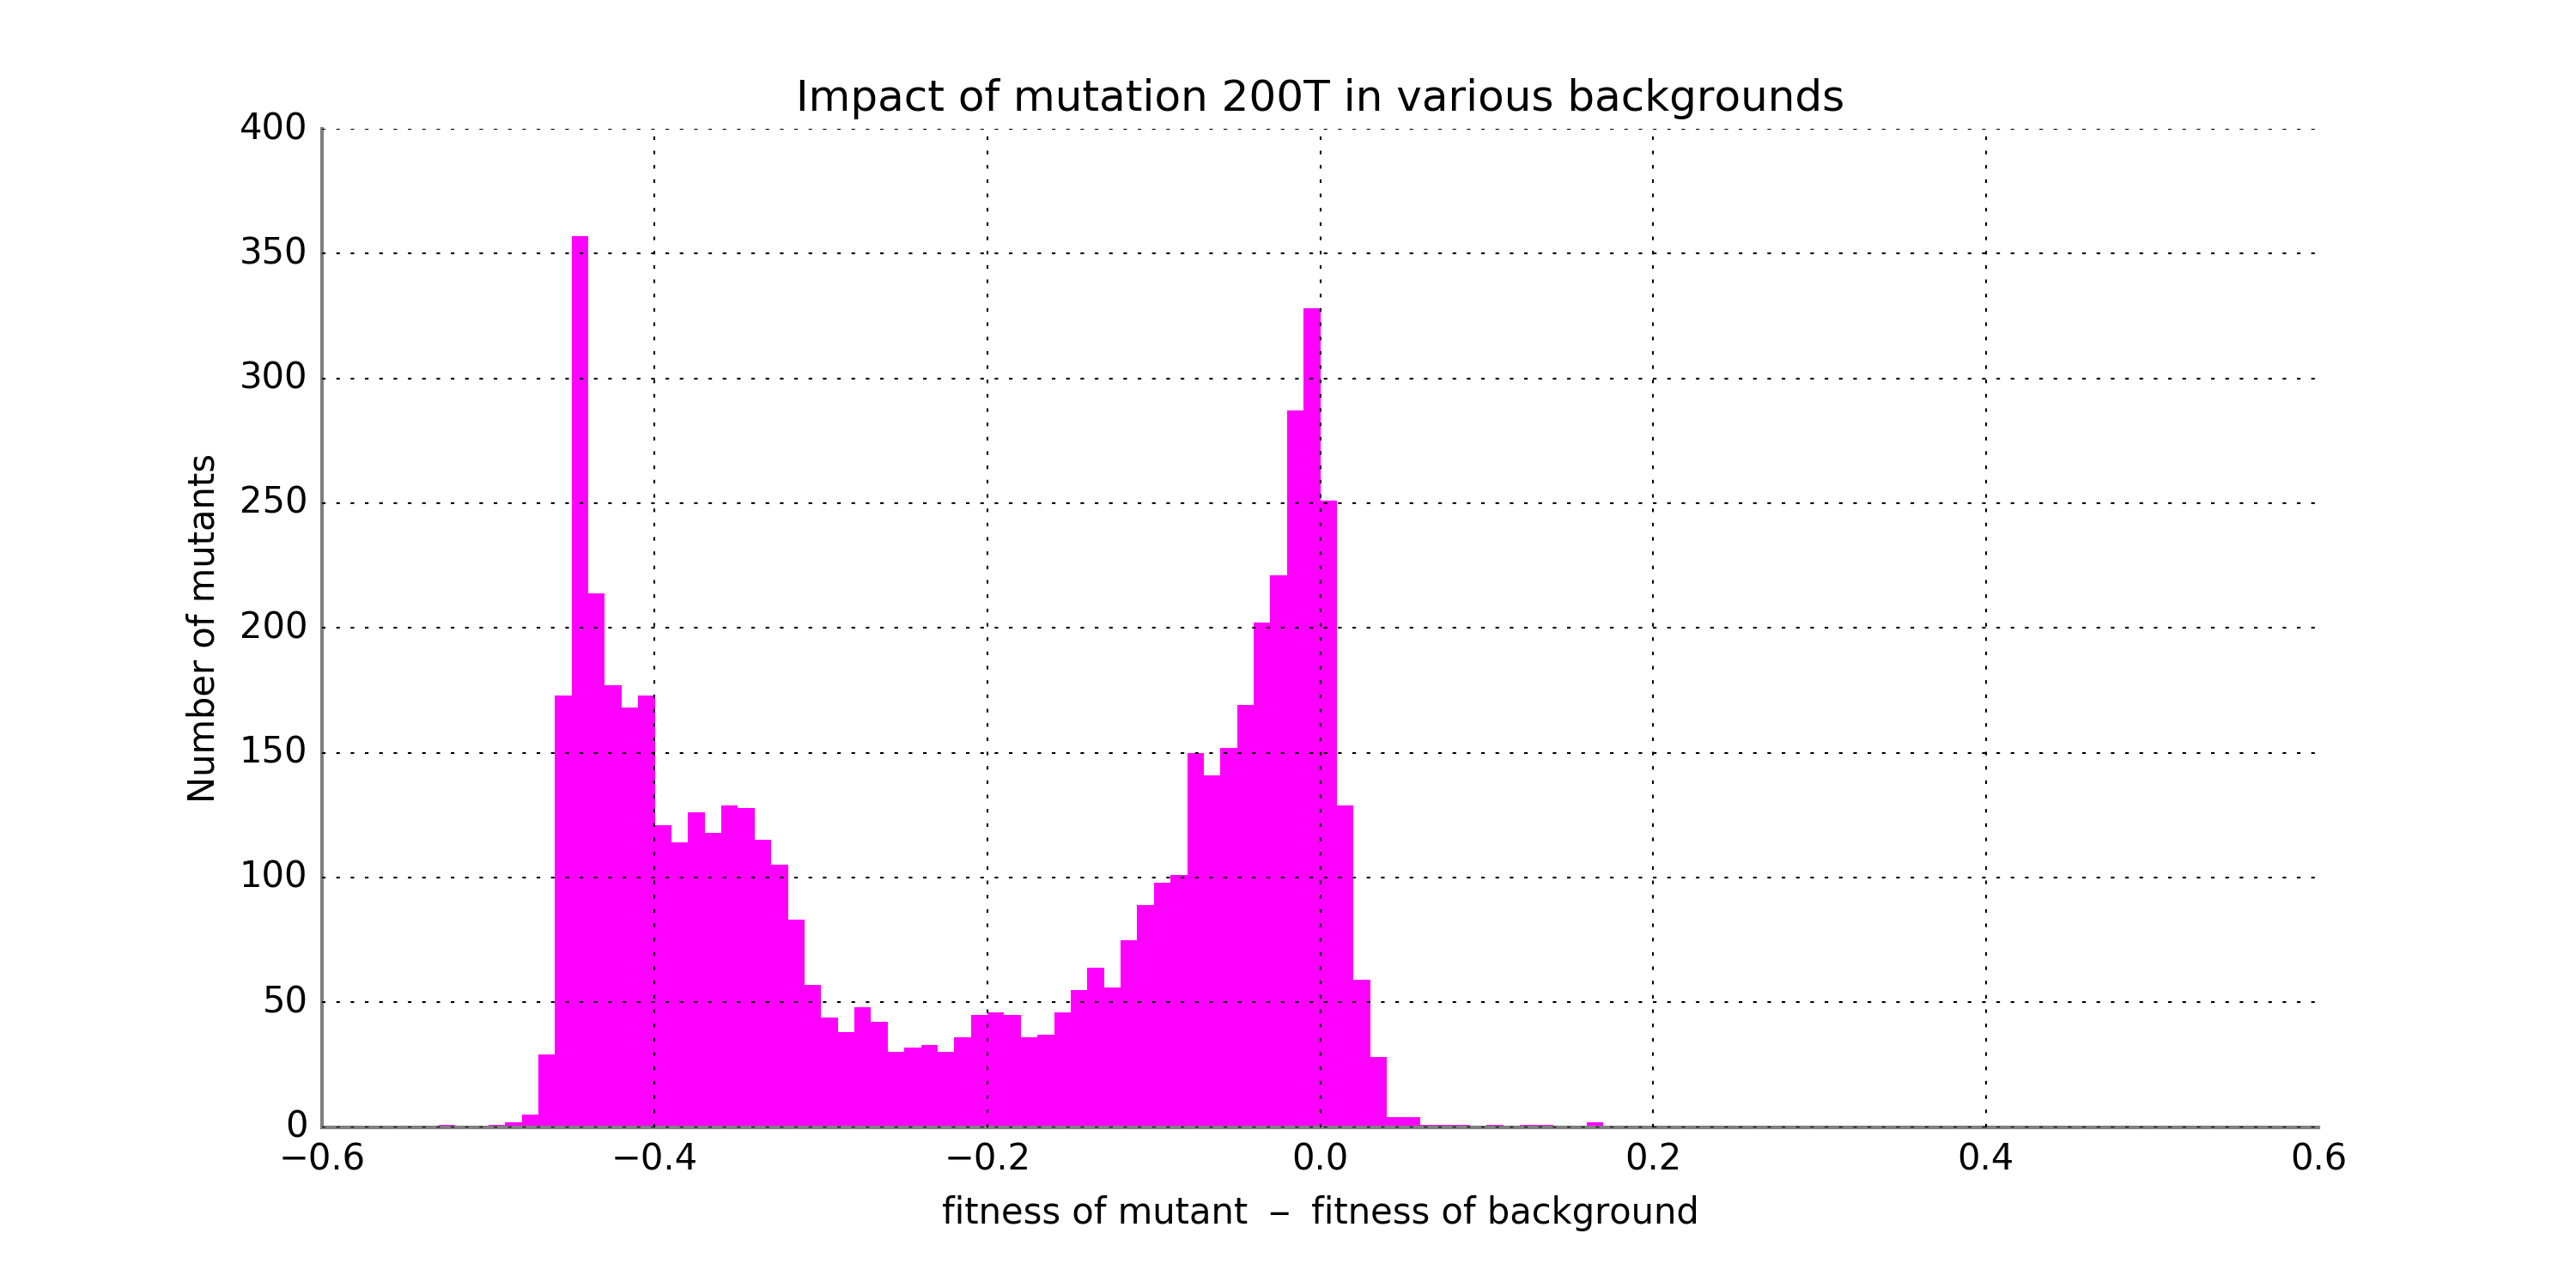 Impact of mutation 200T in various backgrounds
400
350
300
250
200
150
100
50
0
Number of mutants
−0.6 −0.4 −0.2 0.0 0.2 0.4 0.6
fitness of mutant − fitness of background